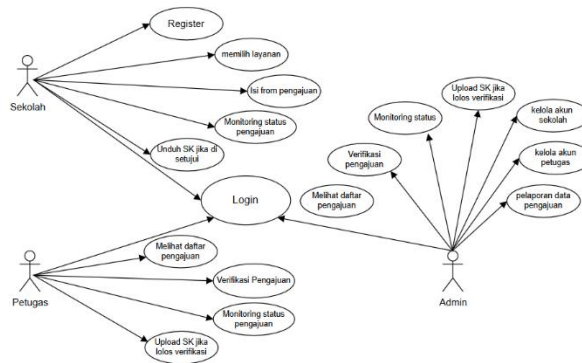 Register
memilih layanan
Isi from pengajuan
Monitoring status
pengajuan
Unduh SK jika di
setujui
Sekolah
Login
Melihat daftar
pengajuan
Verifikasi Pengajuan
Monitoring status
pengajuan
Upload SK jika
lolos verifikasi
Petugas
Upload SK jika
lolos verifikasi
Monitoring status
Verifikasi
pengajuan
Melihat daftar
pengajuan
kelola akun
sekolah
kelola akun
petugas
pelaporan data
pengajuan
Admin